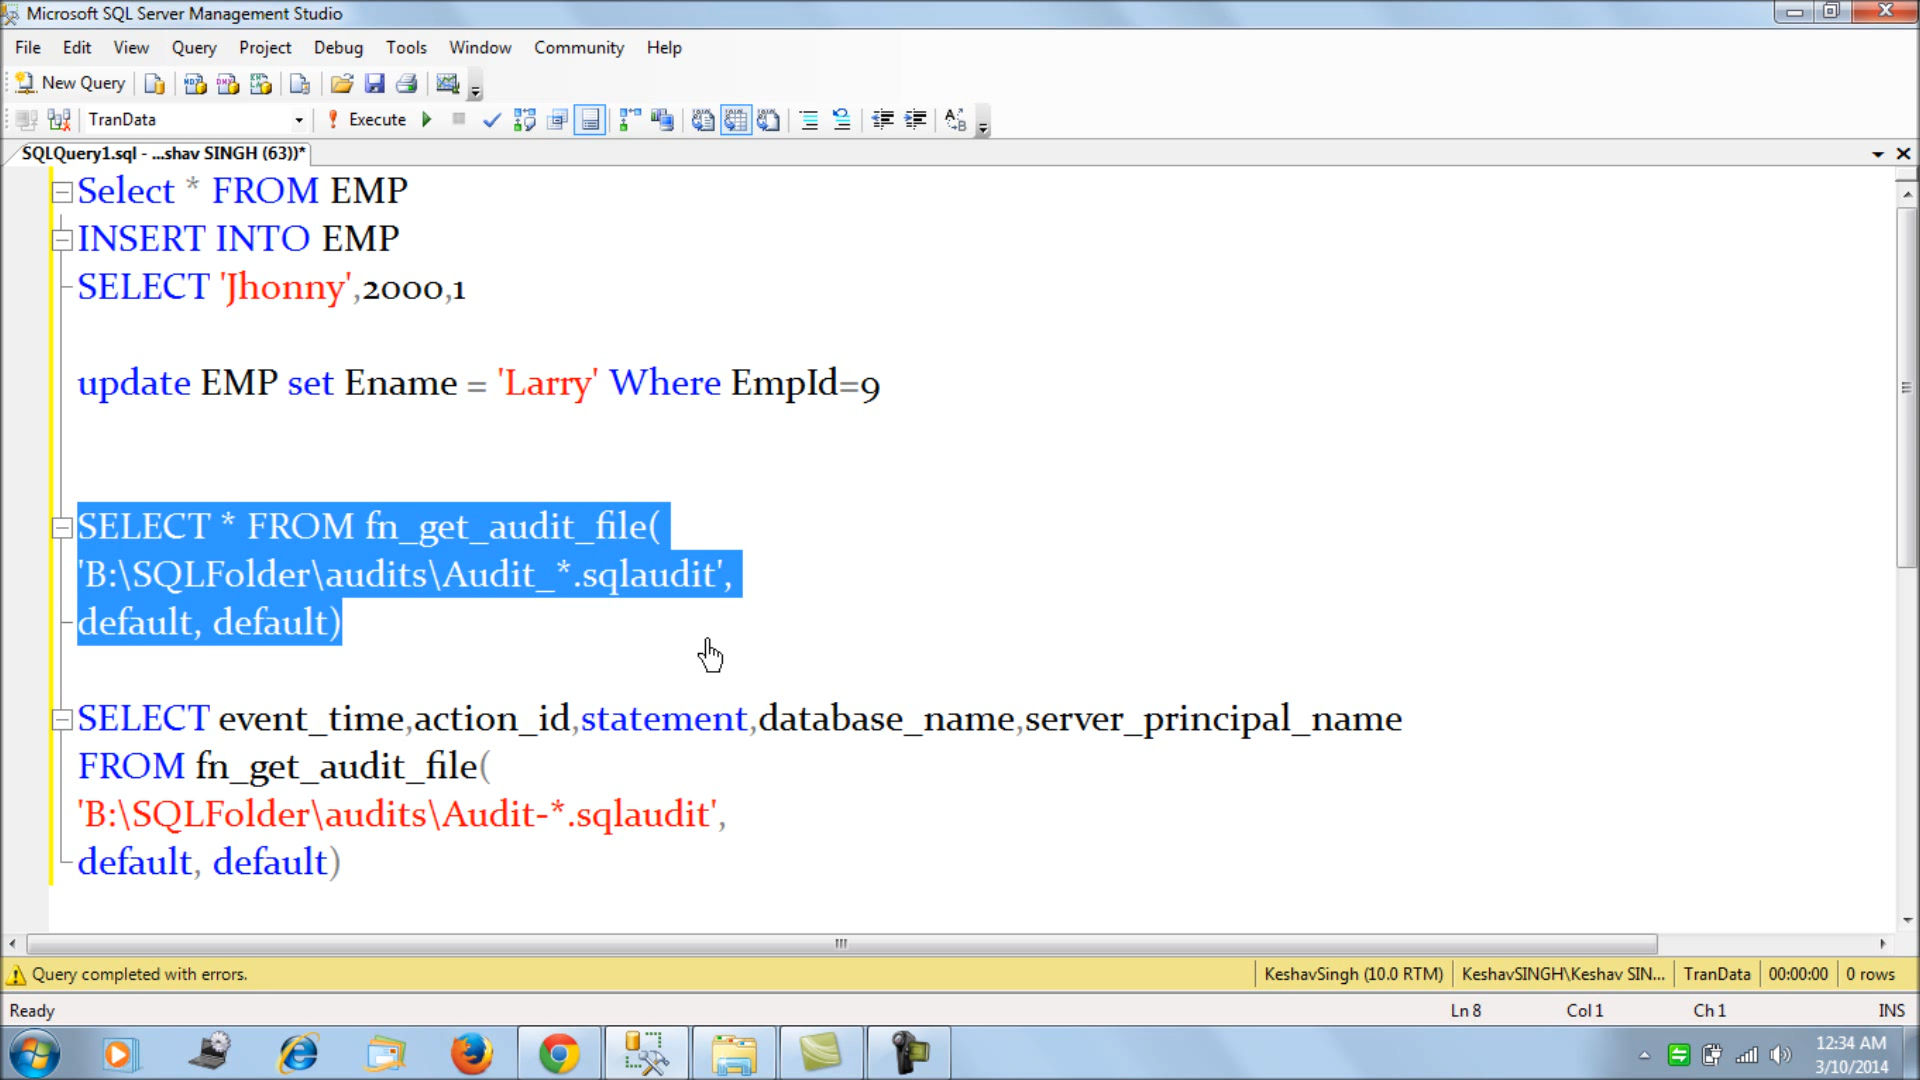 Microsoft SQL Server Management Studio
File Edit View Query Project Debug Tools Window Community Help
New Query
TranData Execute
SQLQuery1.sql - ...shav SINGH (63))*
Select * FROM EMP
INSERT INTO EMP
SELECT 'Jhonny',2000,1
update EMP set Ename = 'Larry' Where EmpId=9
SELECT * FROM fn_get_audit_file(
'B:\SQLFolder\audits\Audit_*.sqlaudit',
default, default)
SELECT event_time,action_id,statement,database_name,server_principal_name
FROM fn_get_audit_file(
'B:\SQLFolder\audits\Audit-*.sqlaudit',
default, default)
Query completed with errors. KeshavSingh (10.0 RTM) KeshavSINGH\Keshav SIN... TranData 00:00:00 0 rows
Ready Ln 8 Col 1 Ch 1 INS
12:34 AM
3/10/2014